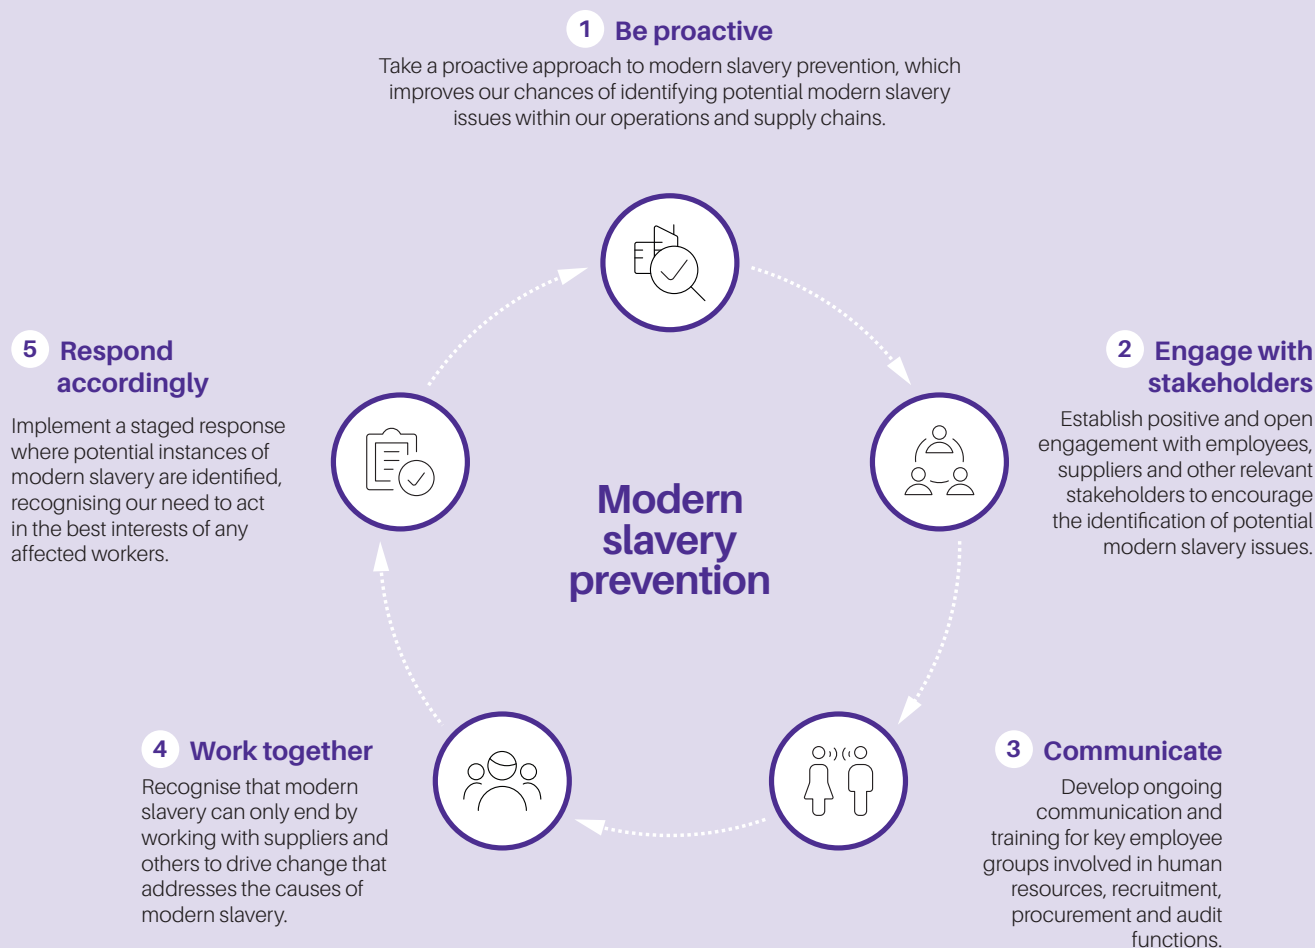 1 Be proactive
Take a proactive approach to modern slavery prevention, which
improves our chances of identifying potential modern slavery
issues within our operations and supply chains.
2 Engage with
stakeholders
Establish positive and open
engagement with employees,
suppliers and other relevant
stakeholders to encourage
the identification of potential
modern slavery issues.
3 Communicate
Develop ongoing
communication and
training for key employee
groups involved in human
resources, recruitment,
procurement and audit
functions.
4 Work together
Recognise that modern
slavery can only end by
working with suppliers and
others to drive change that
addresses the causes of
modern slavery.
5 Respond
accordingly
Implement a staged response
where potential instances of
modern slavery are identified,
recognising our need to act
in the best interests of any
affected workers.
Modern
slavery
prevention